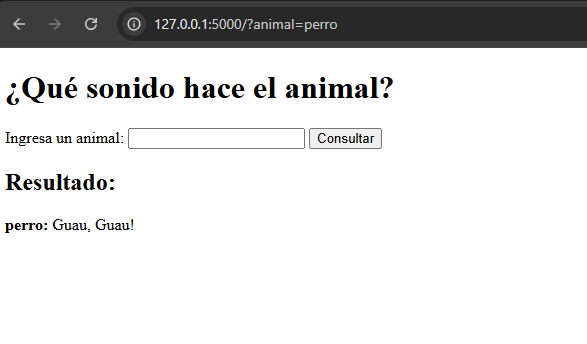 127.0.0.1:5000/?animal=perro
¿Qué sonido hace el animal?
Ingresa un animal: Consultar
Resultado:
perro: Guau, Guau!